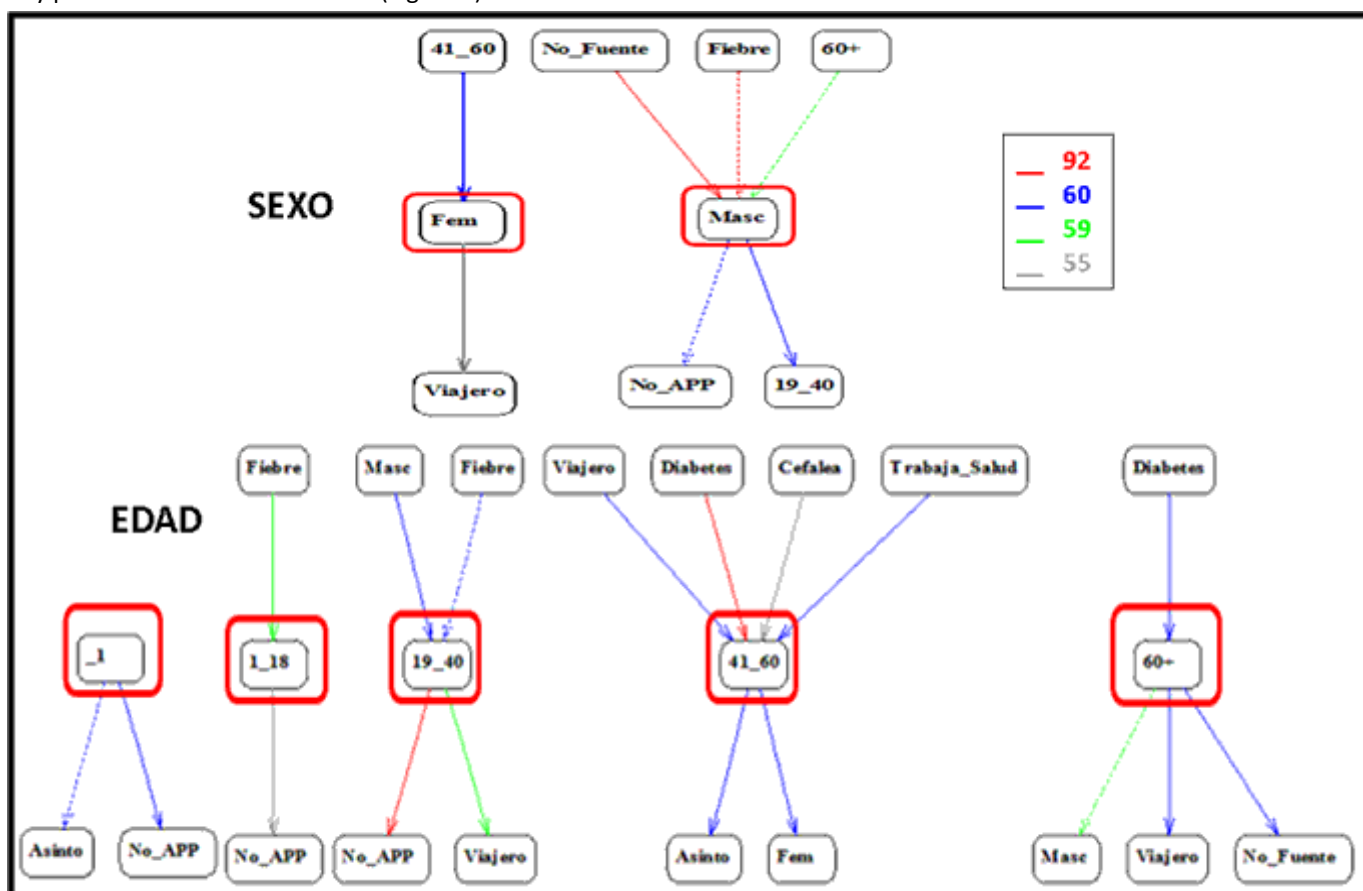 41_60
No_Fuente
Fiebre
60+
92
60
59
55
SEXO
Fem
Masc
Viajero
No_APP
19_40
Fiebre
Masc
Fiebre
Viajero
Diabetes
Cefalea
Trabaja_Salud
Diabetes
EDAD
_1
1_18
19_40
41_60
60+
Asinto
No_APP
No_APP
No_APP
Viajero
Asinto
Fem
Masc
Viajero
No_Fuente